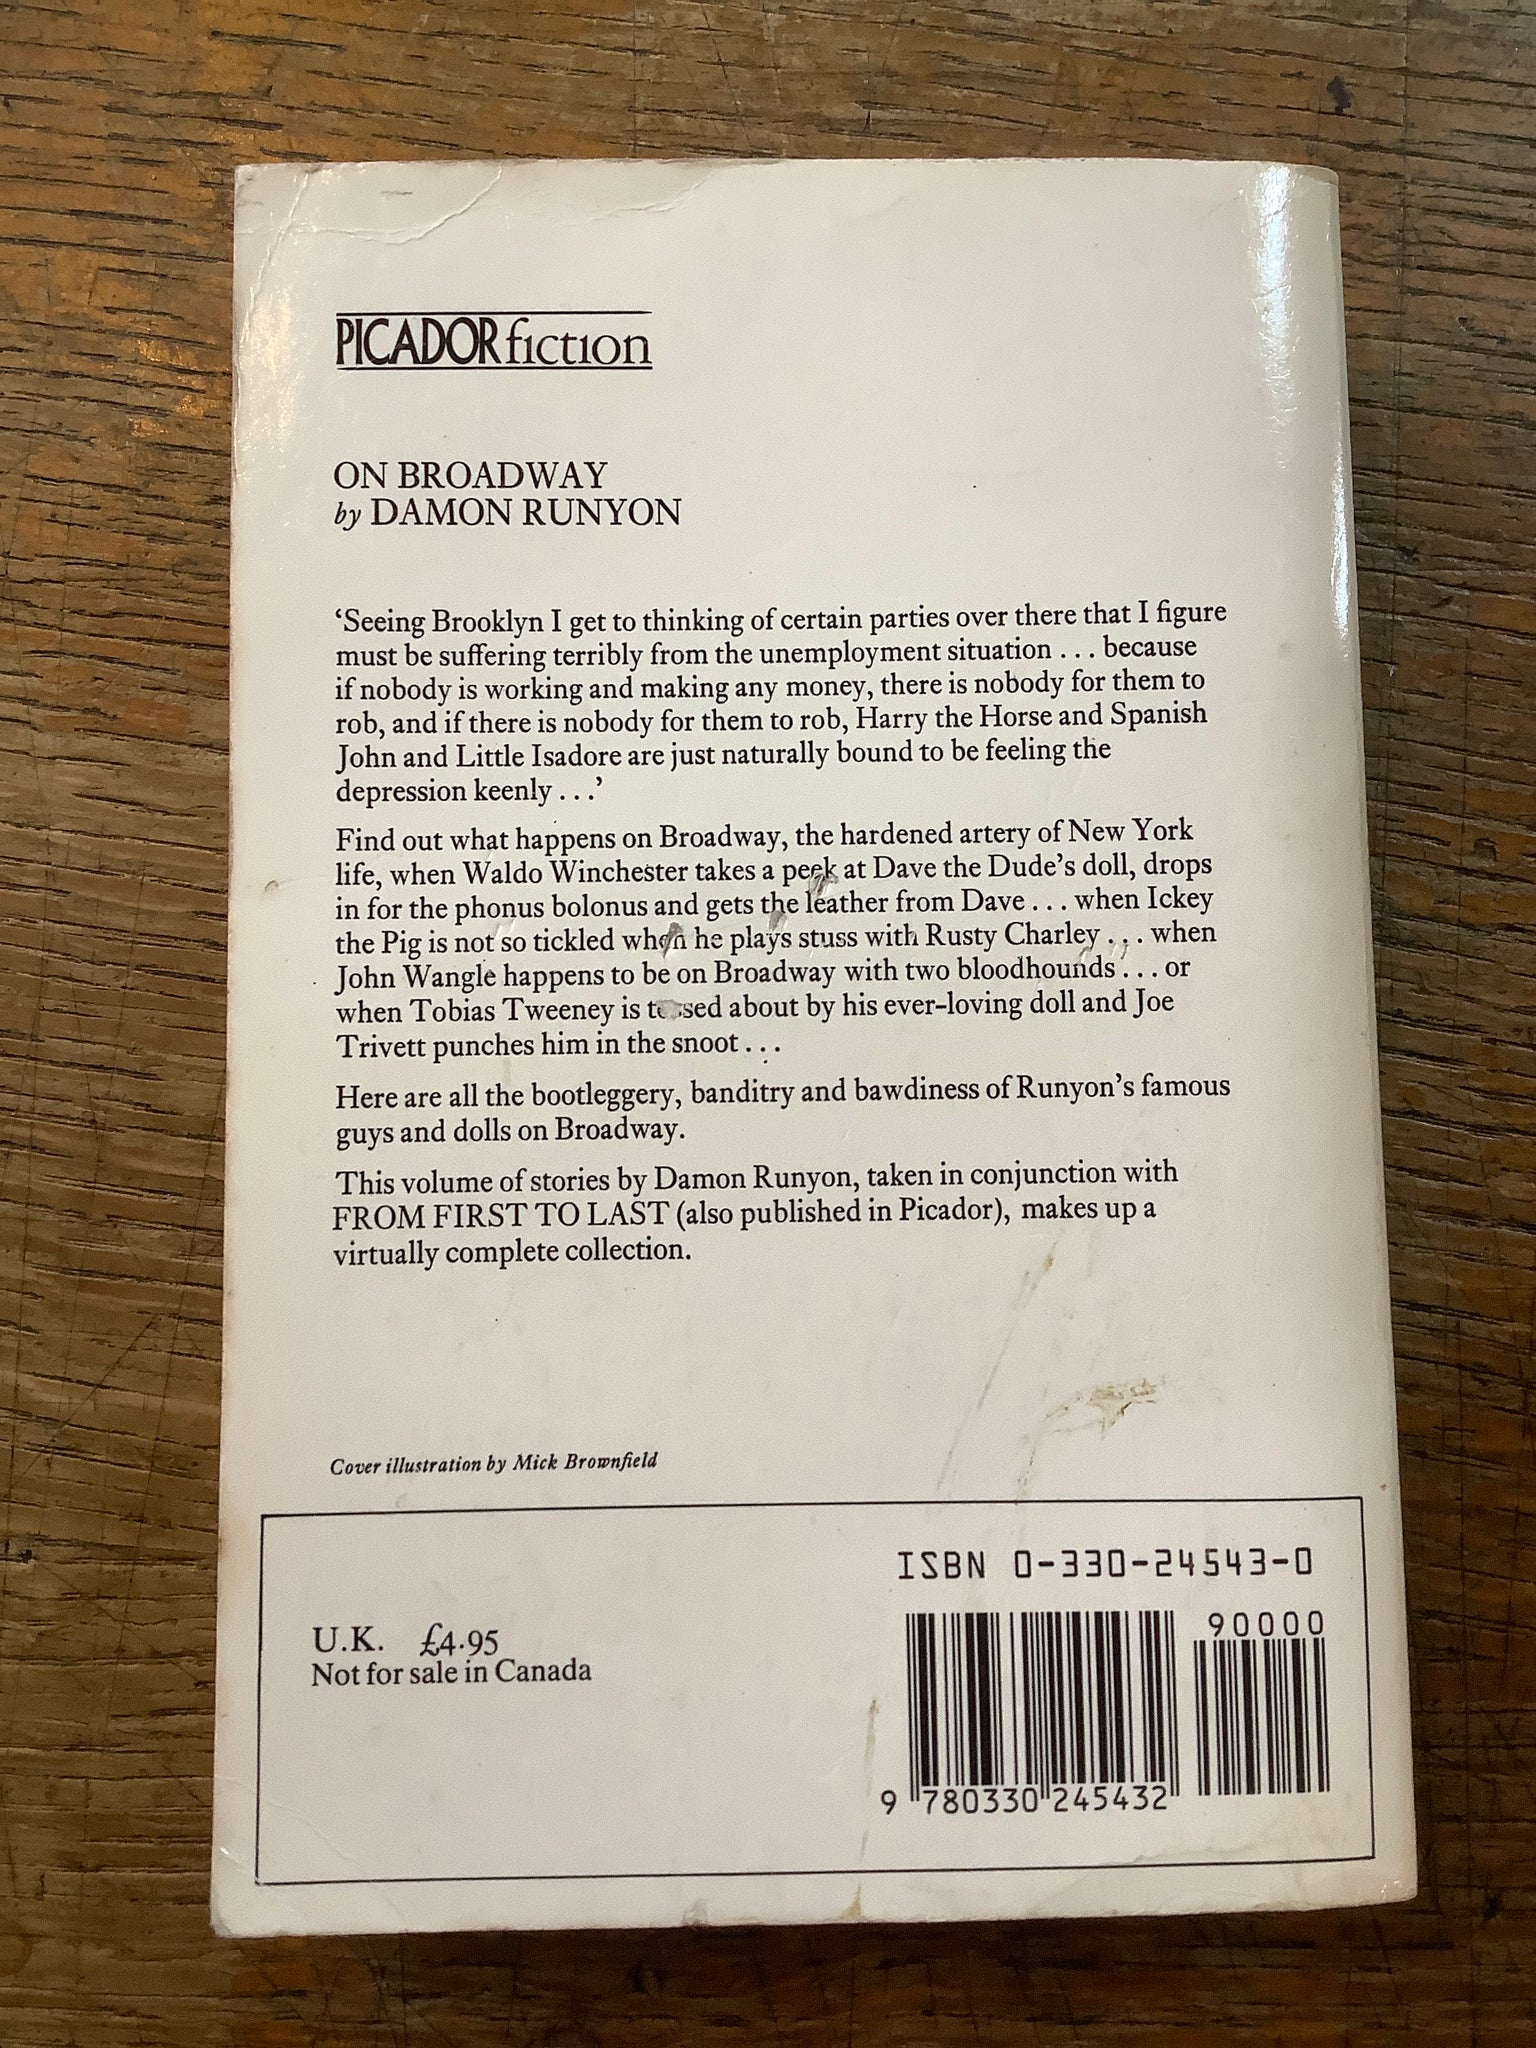 PICADOR fiction
ON BROADWAY
by DAMON RUNYON
‘Seeing Brooklyn I get to thinking of certain parties over there that I figure
must be suffering terribly from the unemployment situation . . . because
if nobody is working and making any money, there is nobody for them to
rob, and if there is nobody for them to rob, Harry the Horse and Spanish
John and Little Isadore are just naturally bound to be feeling the
depression keenly . . .’
Find out what happens on Broadway, the hardened artery of New York
life, when Waldo Winchester takes a peek at Dave the Dude’s doll, drops
in for the phonus bolonus and gets the leather from Dave . . . when Ickey
the Pig is not so tickled when he plays stuss with Rusty Charley . . . when
John Wangle happens to be on Broadway with two bloodhounds . . . or
when Tobias Tweeney is about by his ever-loving doll and Joe
Trivett punches him in the snoot . . .
Here are all the bootleggery, banditry and bawdiness of Runyon’s famous
guys and dolls on Broadway.
This volume of stories by Damon Runyon, taken in conjunction with
FROM FIRST TO LAST (also published in Picador), makes up a
virtually complete collection.
Cover illustration by Mick Brownfield
ISBN 0-330-24543-0
90000
U.K. £4·95
Not for sale in Canada
9 780330 245432